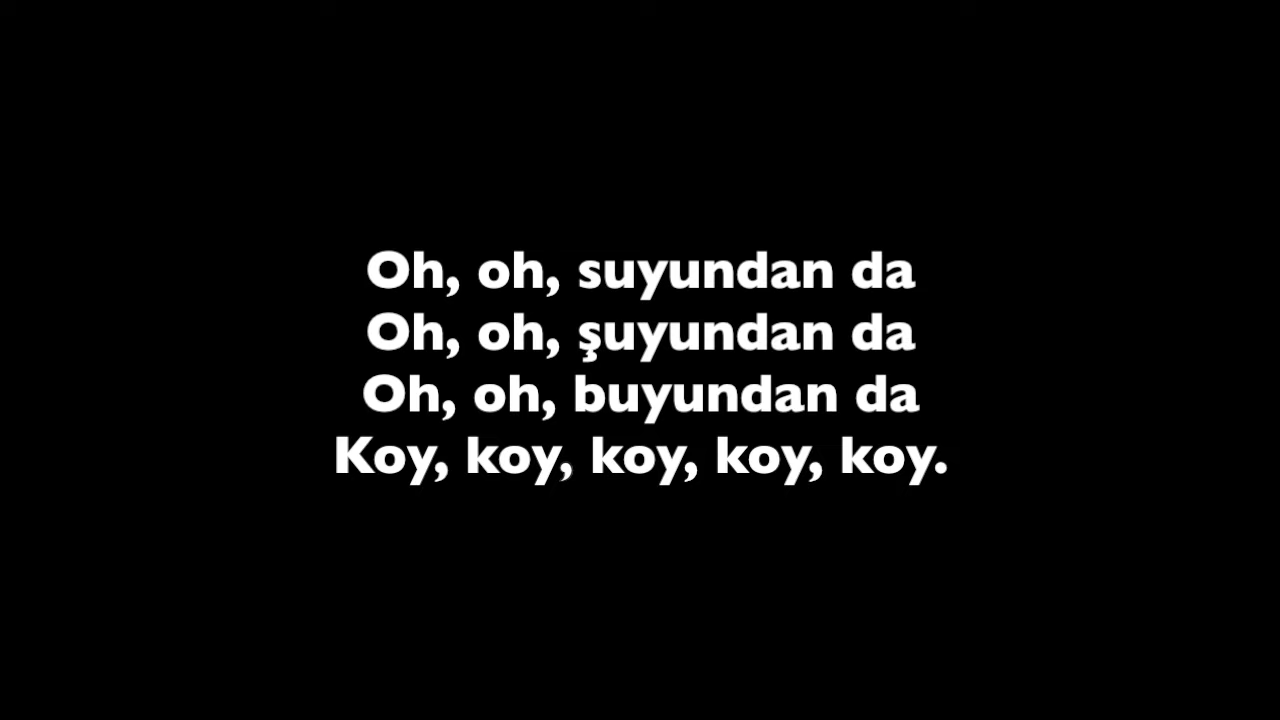 Oh, oh, suyundan da
Oh, oh, şuyundan da
Oh, oh, buyundan da
Koy, koy, koy, koy, koy.